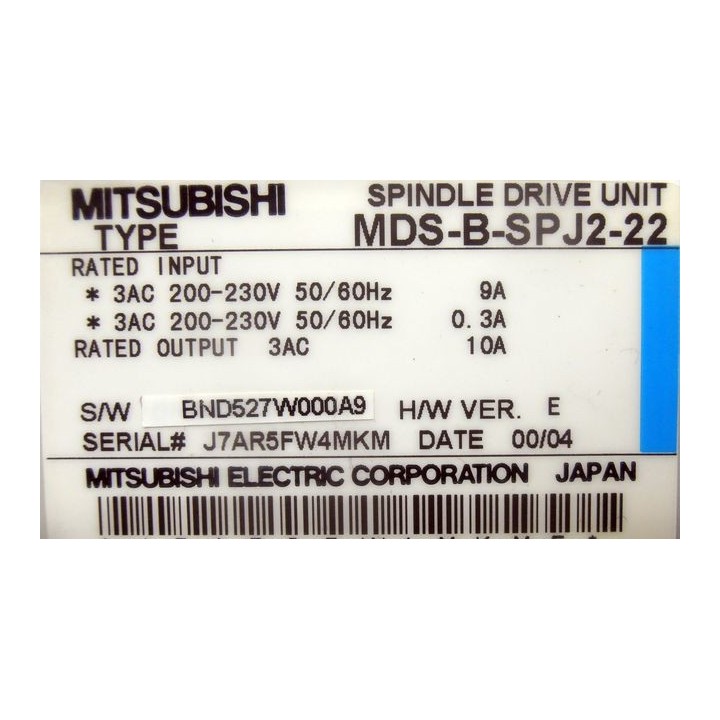 MITSUBISHI SPINDLE DRIVE UNIT
TYPE MDS-B-SPJ2-22
RATED INPUT
* 3AC 200-230V 50/60Hz 9A
* 3AC 200-230V 50/60Hz 0.3A
RATED OUTPUT 3AC 10A
S/W BND527W000A9 H/W VER. E
SERIAL# J7AR5FW4MKM DATE 00/04
MITSUBISHI ELECTRIC CORPORATION JAPAN